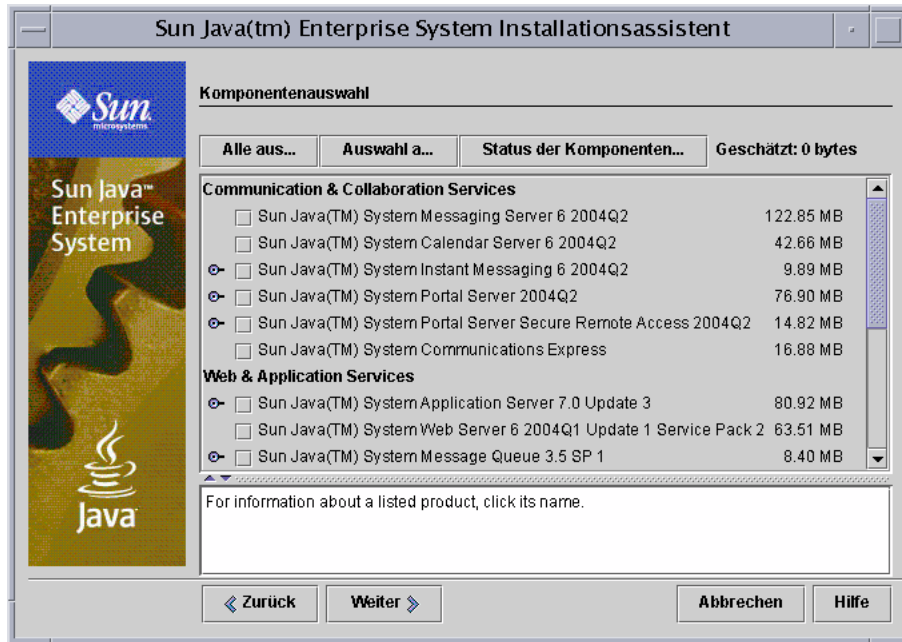 Sun Java(tm) Enterprise System Installationsassistent
Sun
microsystems
Sun Java™
Enterprise
System
Java
Komponentenauswahl
Alle aus... Auswahl a... Status der Komponenten... Geschätzt: 0 bytes
Communication & Collaboration Services
Sun Java(TM) System Messaging Server 6 2004Q2 122.85 MB
Sun Java(TM) System Calendar Server 6 2004Q2 42.66 MB
Sun Java(TM) System Instant Messaging 6 2004Q2 9.89 MB
Sun Java(TM) System Portal Server 2004Q2 76.90 MB
Sun Java(TM) System Portal Server Secure Remote Access 2004Q2 14.82 MB
Sun Java(TM) System Communications Express 16.88 MB
Web & Application Services
Sun Java(TM) System Application Server 7.0 Update 3 80.92 MB
Sun Java(TM) System Web Server 6 2004Q1 Update 1 Service Pack 2 63.51 MB
Sun Java(TM) System Message Queue 3.5 SP 1 8.40 MB
For information about a listed product, click its name.
Zurück Weiter Abbrechen Hilfe